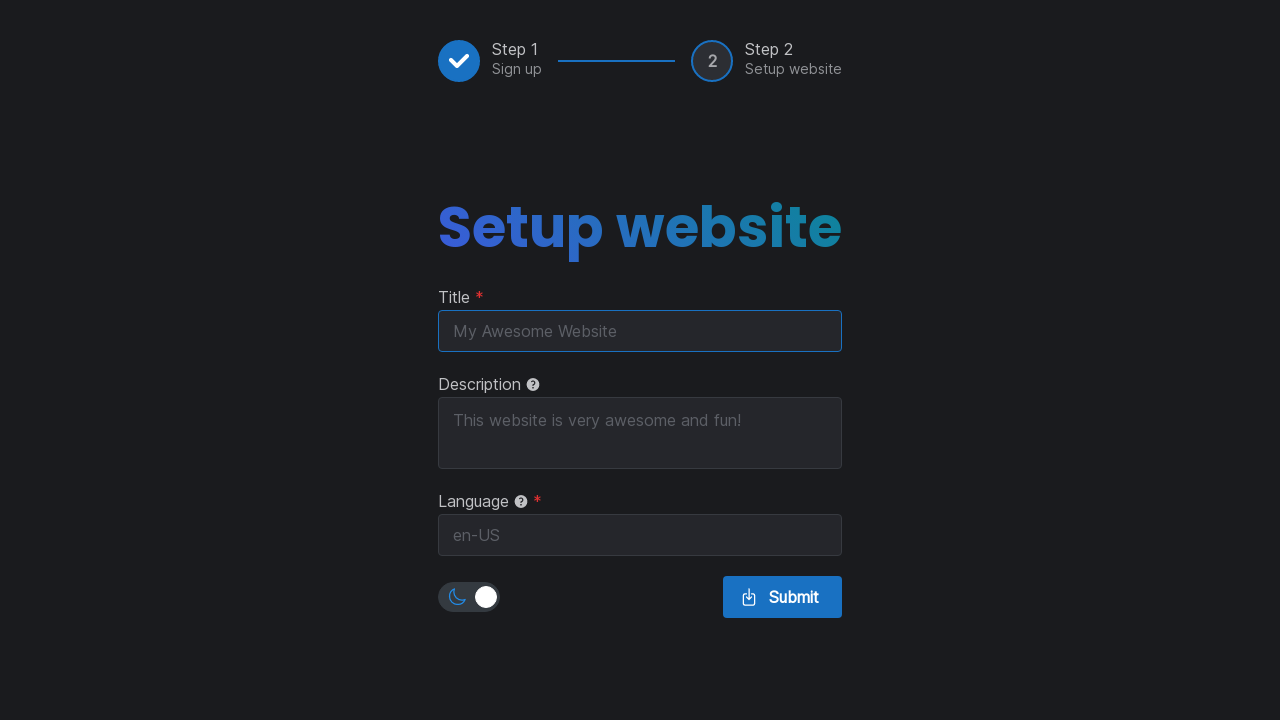 Step 1
Sign up
2
Step 2
Setup website
Setup website
Title *
My Awesome Website
Description ?
This website is very awesome and fun!
Language ? *
en-US
Submit